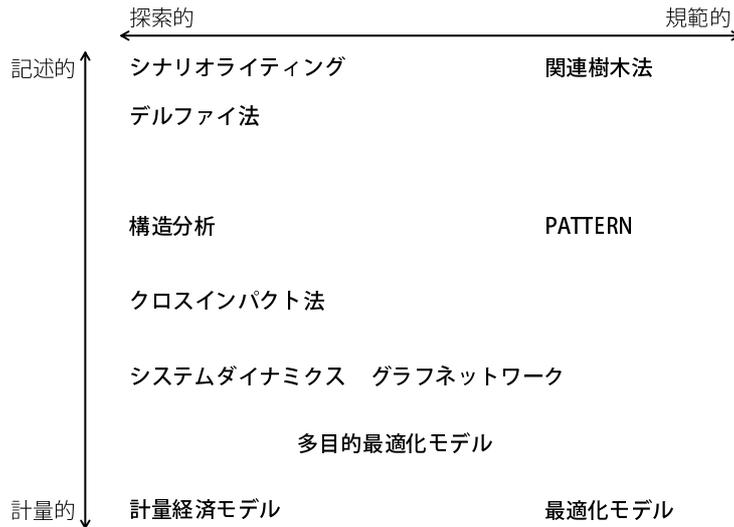 探索的 規範的
記述的 シナリオライティング 関連樹木法
デルファイ法
構造分析 PATTERN
クロスインパクト法
システムダイナミクス グラフネットワーク
多目的最適化モデル
計量的 計量経済モデル 最適化モデル